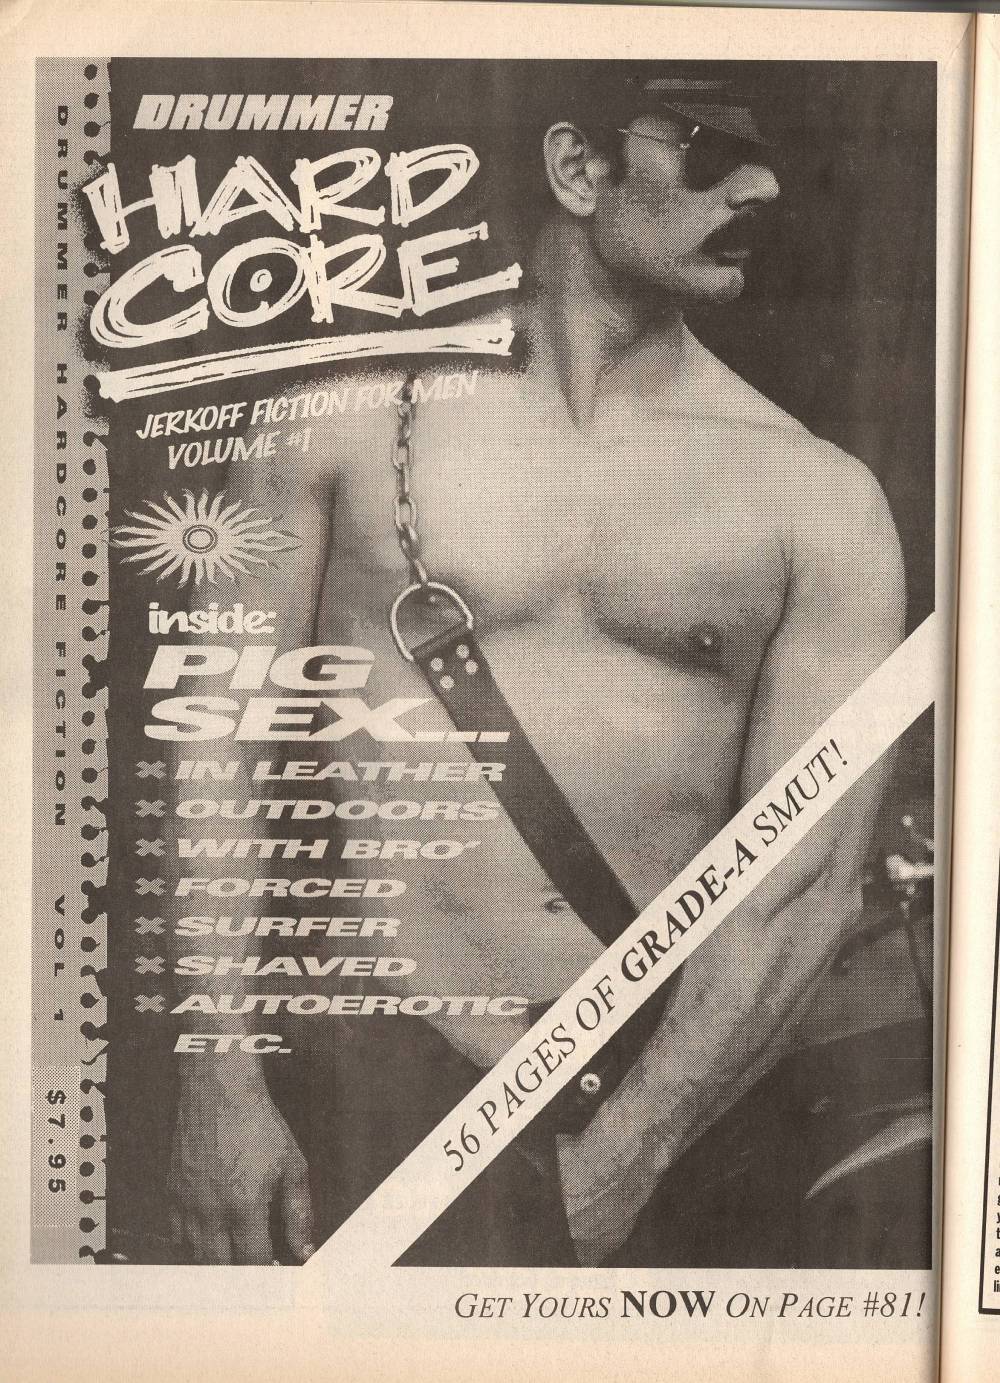 DRUMMER HARDCORE FICTION VOL 1
$7.95
DRUMMER
HARD
CORE
JERKOFF FICTION FOR MEN
VOLUME #1
inside:
PIG
SEX...
× IN LEATHER
× OUTDOORS
× WITH BRO'
× FORCED
× SURFER
× SHAVED
× AUTOEROTIC
ETC.
56 PAGES OF GRADE-A SMUT!
GET YOURS NOW ON PAGE #81!